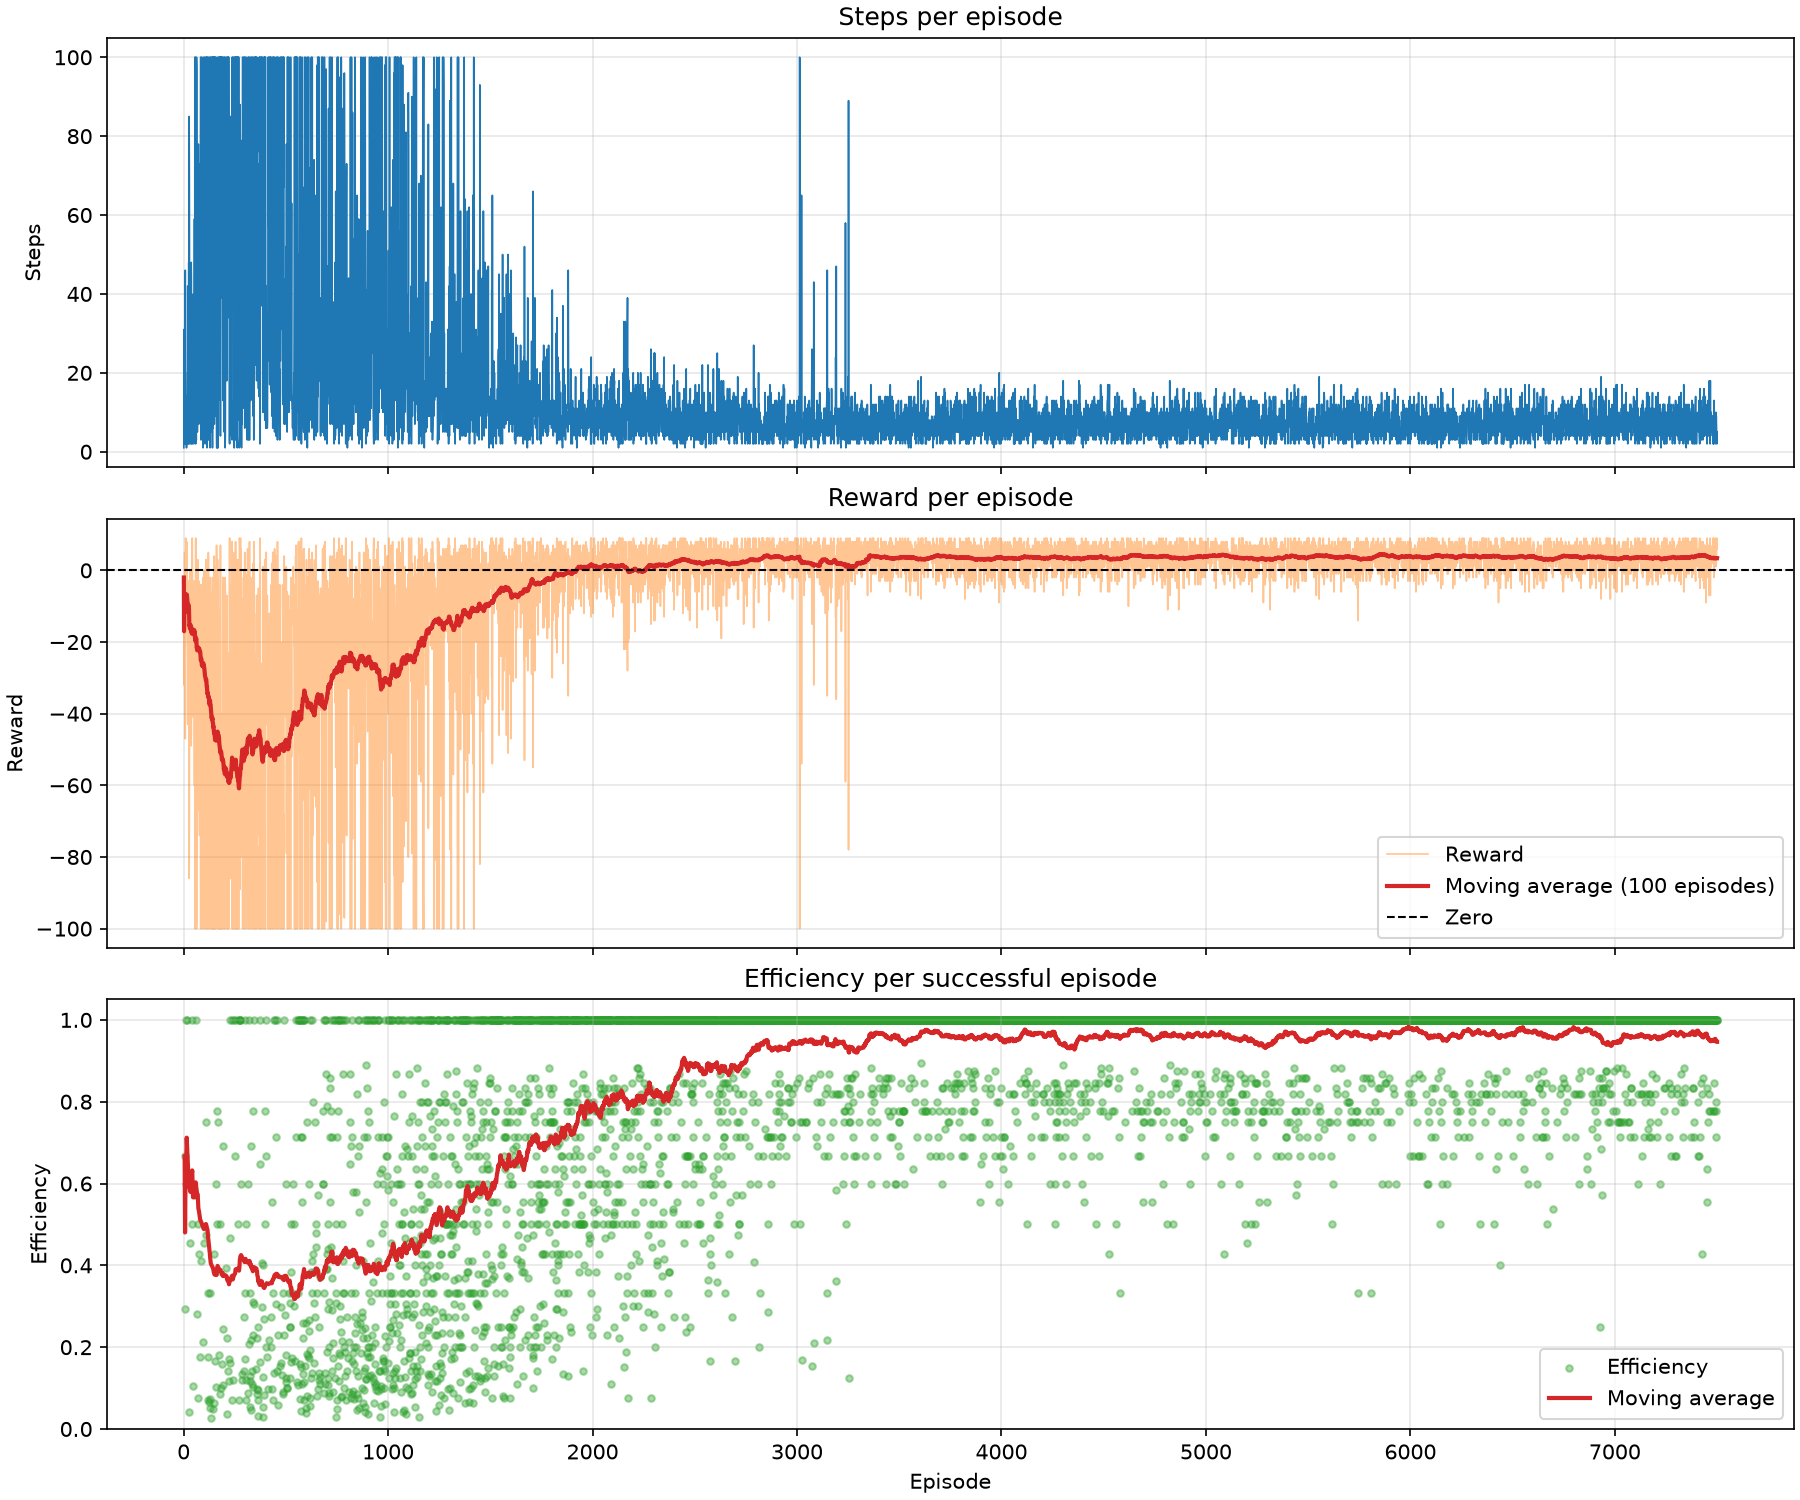 Steps per episode
100
80
60
40
20
0
Steps
Reward per episode
0
−20
−40
−60
−80
−100
Reward
Reward
Moving average (100 episodes)
Zero
Efficiency per successful episode
1.0
0.8
0.6
0.4
0.2
0.0
Efficiency
Efficiency
Moving average
0 1000 2000 3000 4000 5000 6000 7000
Episode